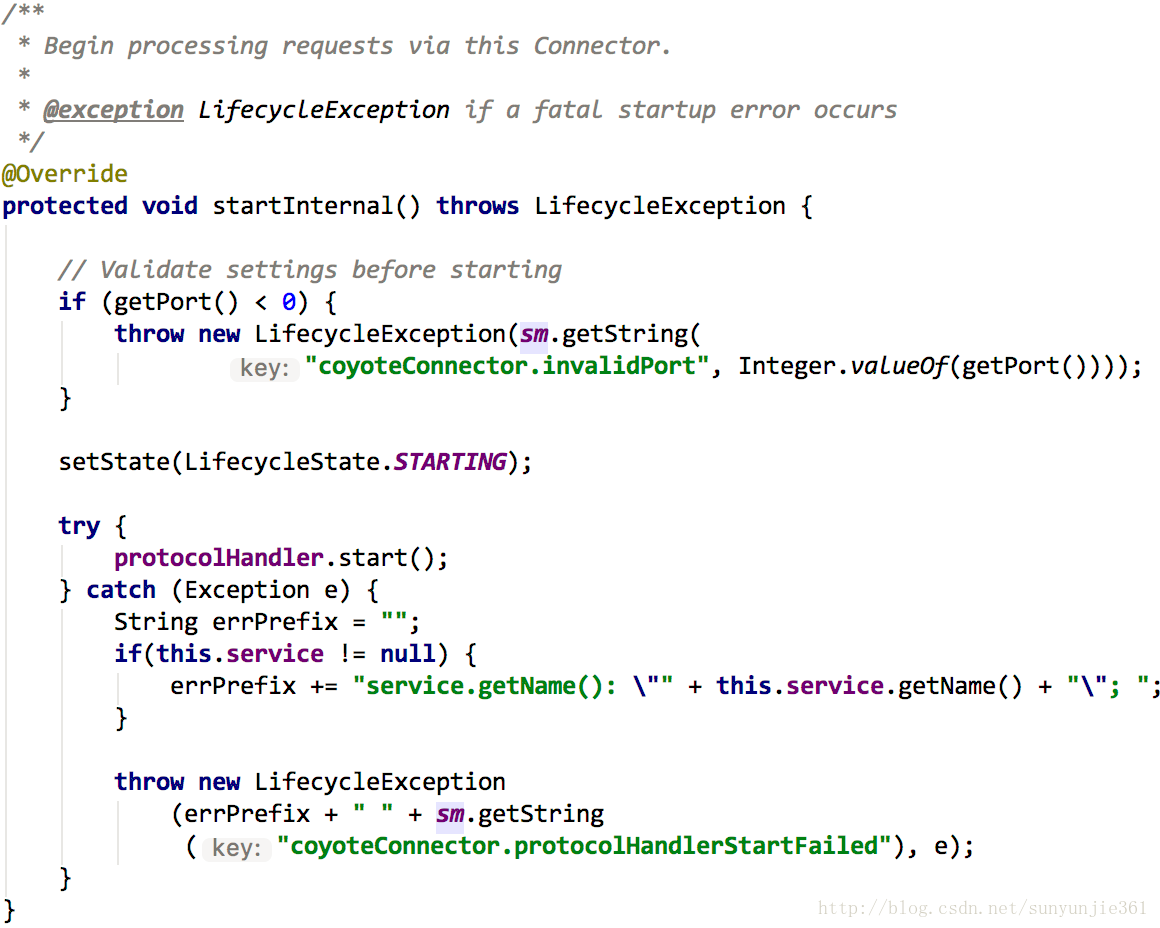 /**
 * Begin processing requests via this Connector.
 *
 * @exception LifecycleException if a fatal startup error occurs
 */
@Override
protected void startInternal() throws LifecycleException {
    // Validate settings before starting
    if (getPort() < 0) {
        throw new LifecycleException(sm.getString(
                key: "coyoteConnector.invalidPort", Integer.valueOf(getPort())));
    }
    setState(LifecycleState.STARTING);
    try {
        protocolHandler.start();
    } catch (Exception e) {
        String errPrefix = "";
        if(this.service != null) {
            errPrefix += "service.getName(): \"" + this.service.getName() + "\"; ";
        }
        throw new LifecycleException
            (errPrefix + " " + sm.getString
             ( key: "coyoteConnector.protocolHandlerStartFailed"), e);
    }
}
http://blog.csdn.net/sunyunjie361